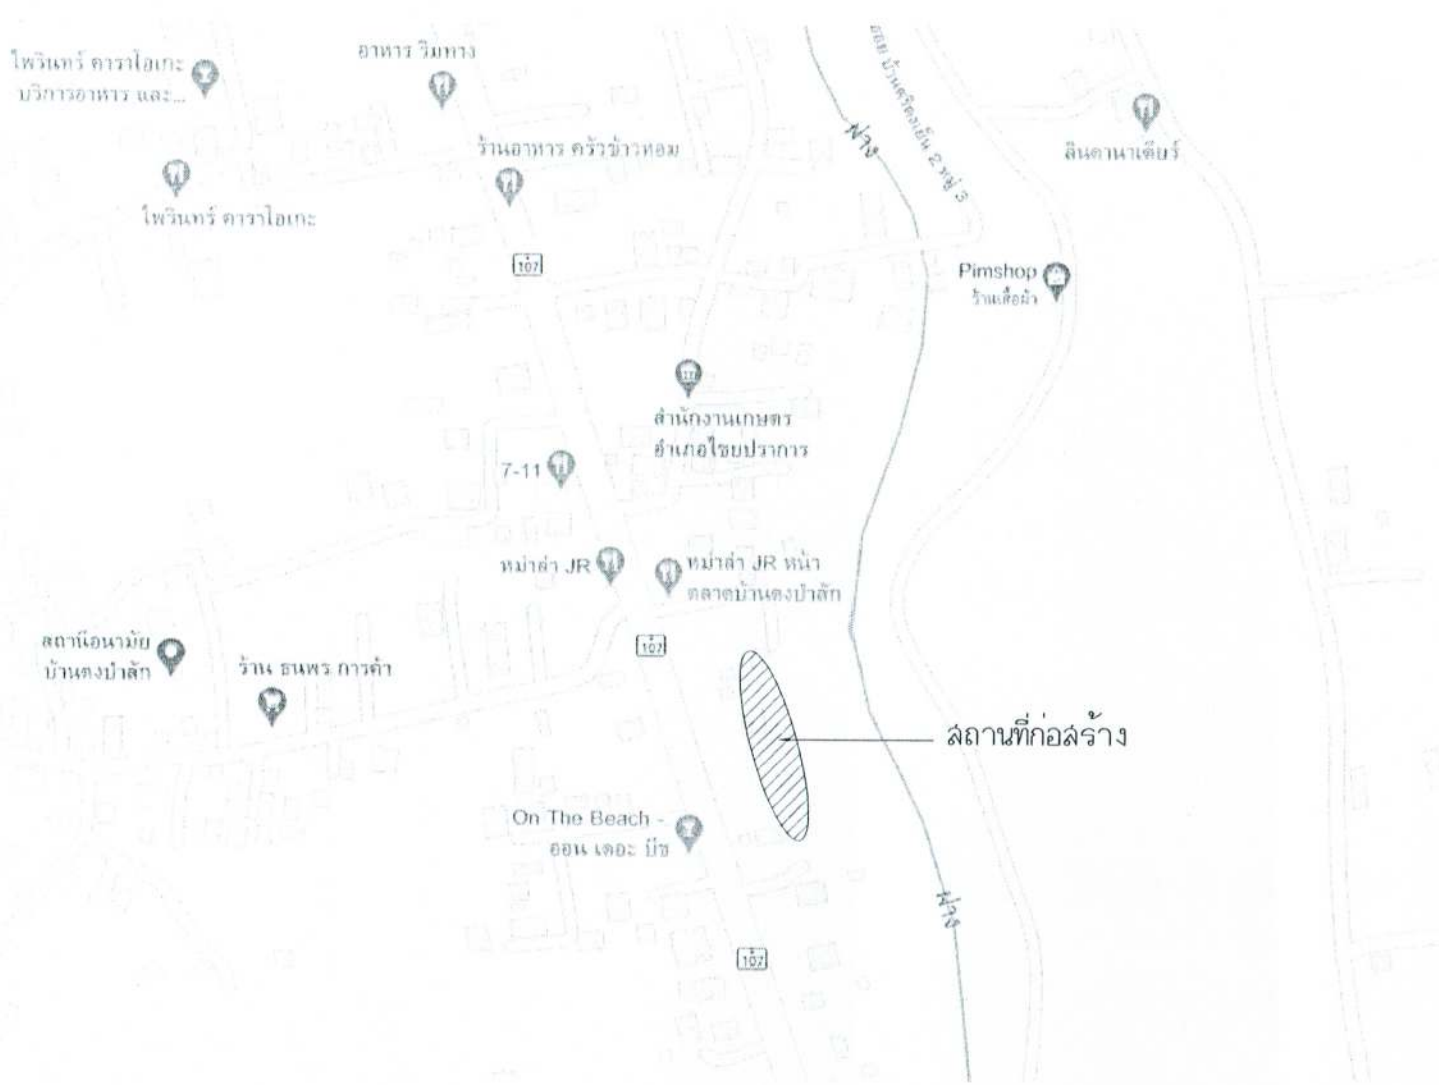 ไพรินทร์ คาราโอเกะ
บริการอาหาร และ...
อาหาร ริมทาง
ร้านอาหาร ครัวข้าวหอม
ไพรินทร์ คาราโอเกะ
ฝาง
2 หมู่ 3
ลินดานาเดียร์
107
Pimshop
ร้านเสื้อผ้า
สำนักงานเกษตร
อำเภอไชยปราการ
7-11
หม่าล่า JR
หม่าล่า JR หน้า
ตลาดบ้านดงป่าลัก
สถานีอนามัย
บ้านดงป่าลัก
ร้าน ธนพร การค้า
107
สถานที่ก่อสร้าง
On The Beach -
ออน เดอะ บีช
ฝาง
107